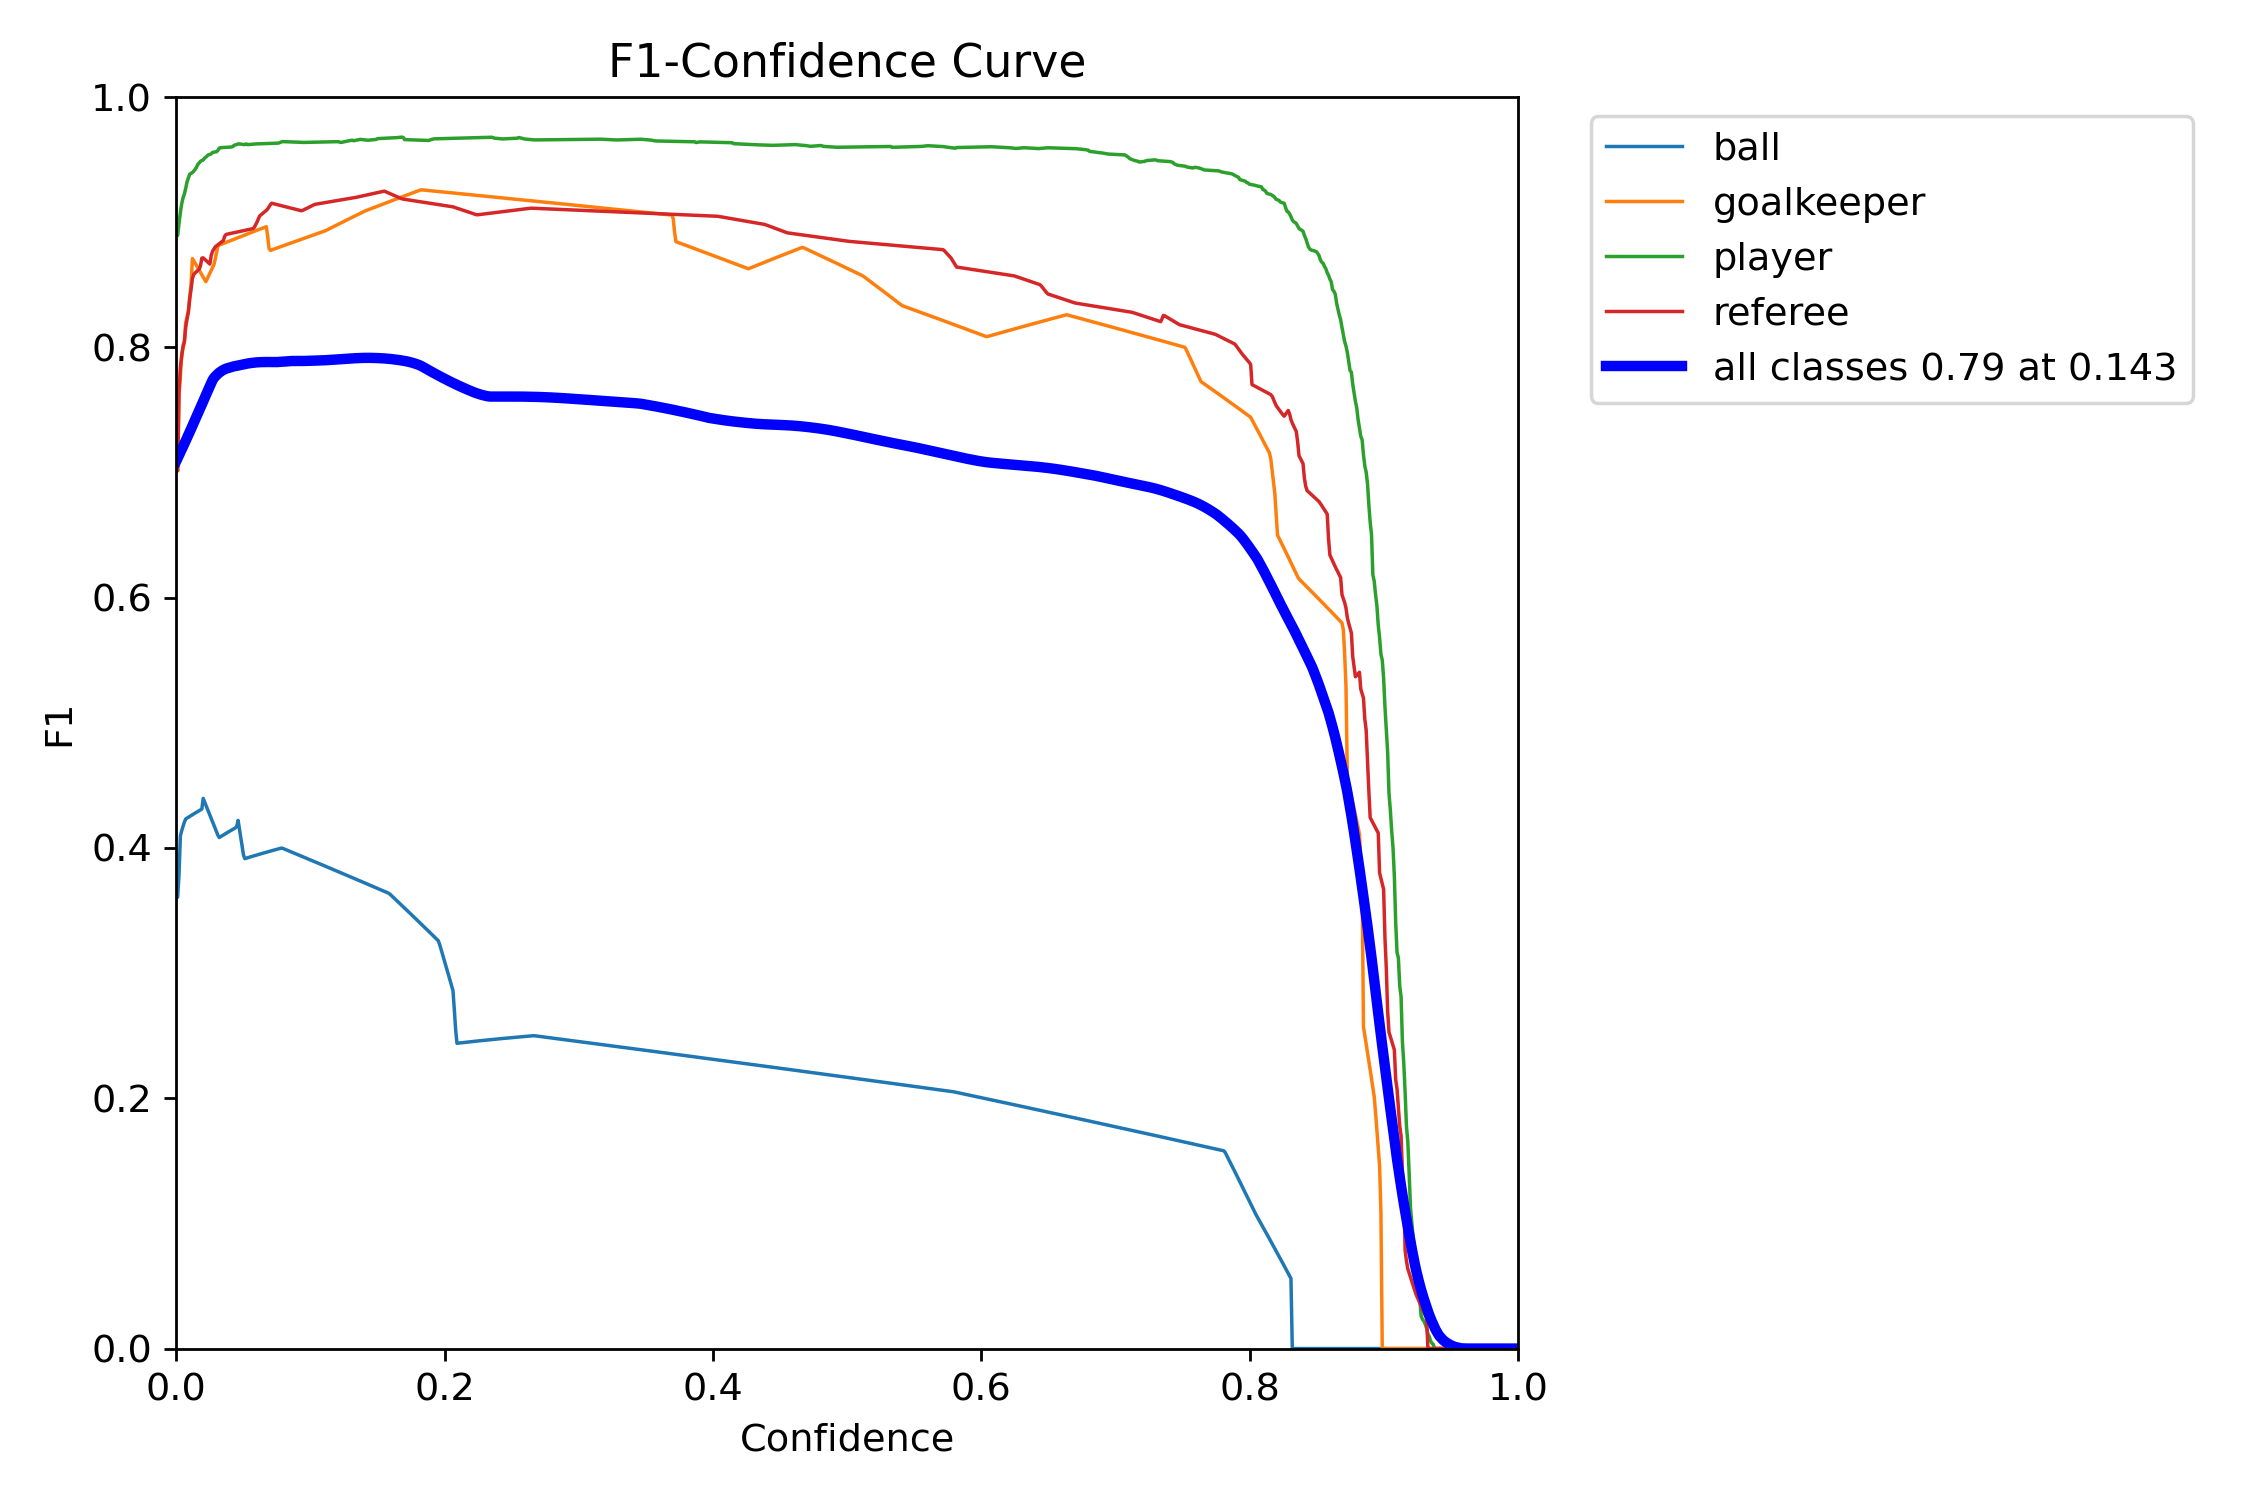 F1-Confidence Curve
1.0
0.8
0.6
0.4
0.2
0.0
F1
0.0 0.2 0.4 0.6 0.8 1.0
Confidence
ball
goalkeeper
player
referee
all classes 0.79 at 0.143